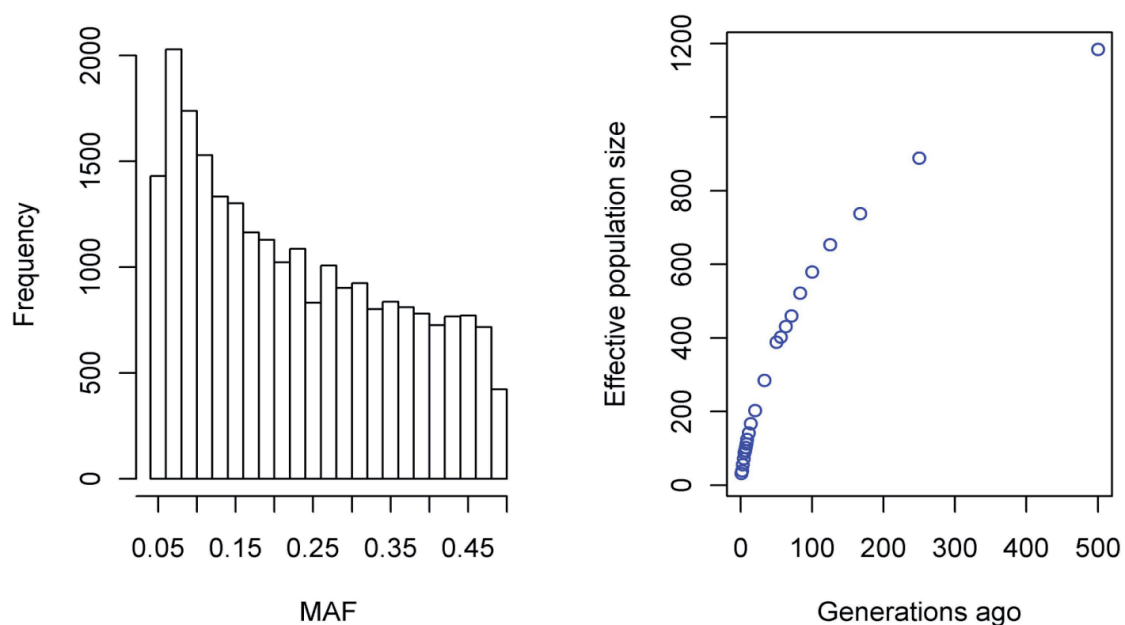 2000
1500
1000
500
0
Frequency
0.05 0.15 0.25 0.35 0.45
MAF
1200
800
600
400
200
0
Effective population size
0 100 200 300 400 500
Generations ago